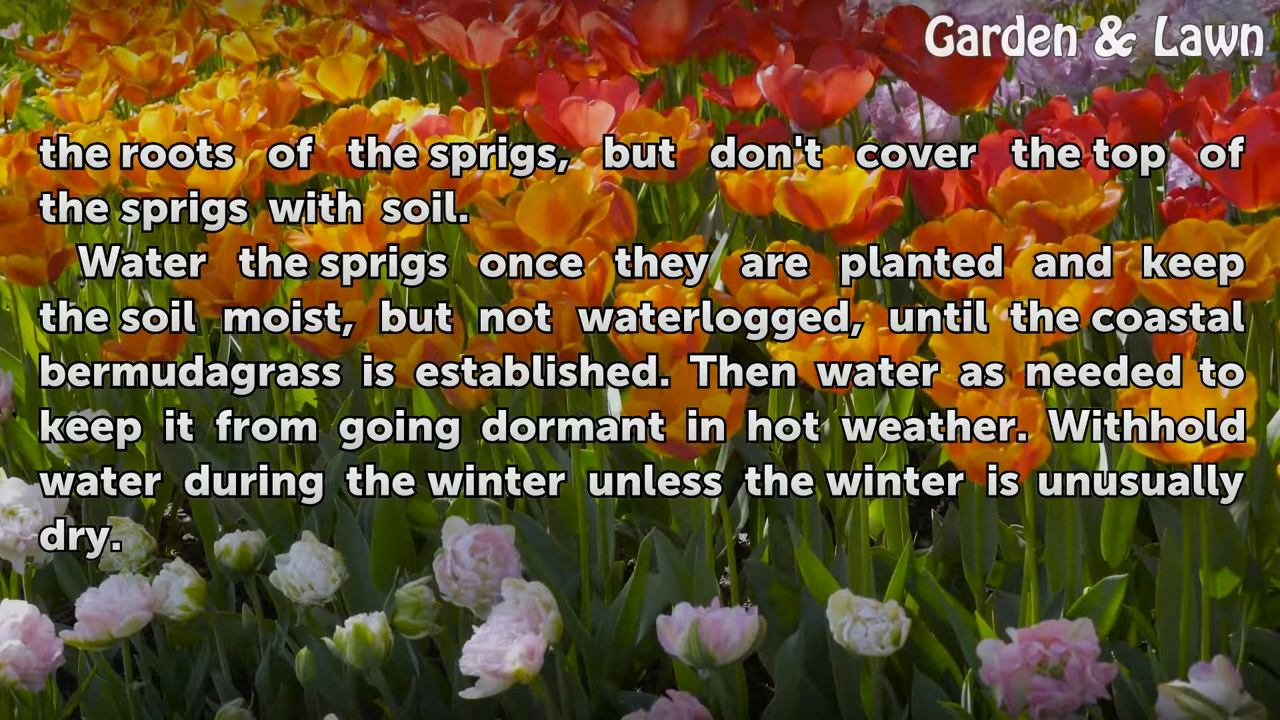 Garden & Lawn
the roots of the sprigs, but don't cover the top of
the sprigs with soil.
Water the sprigs once they are planted and keep
the soil moist, but not waterlogged, until the coastal
bermudagrass is established. Then water as needed to
keep it from going dormant in hot weather. Withhold
water during the winter unless the winter is unusually
dry.